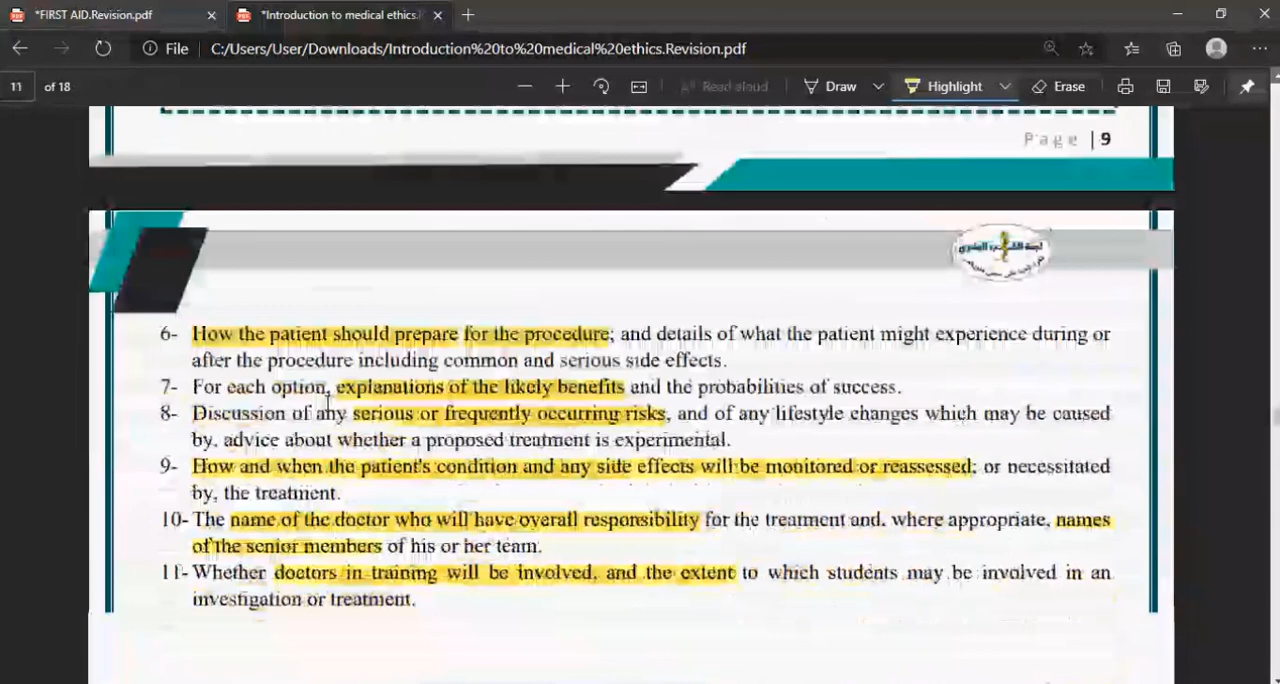 *FIRST AID.Revision.pdf
*Introduction to medical ethics.
File C:/Users/User/Downloads/Introduction%20to%20medical%20ethics.Revision.pdf
11 of 18
Read aloud Draw Highlight Erase
Page | 9
6- How the patient should prepare for the procedure; and details of what the patient might experience during or
after the procedure including common and serious side effects.
7- For each option, explanations of the likely benefits and the probabilities of success.
8- Discussion of any serious or frequently occurring risks, and of any lifestyle changes which may be caused
by, advice about whether a proposed treatment is experimental.
9- How and when the patient's condition and any side effects will be monitored or reassessed; or necessitated
by, the treatment.
10- The name of the doctor who will have overall responsibility for the treatment and, where appropriate, names
of the senior members of his or her team.
11- Whether doctors in training will be involved, and the extent to which students may be involved in an
investigation or treatment.